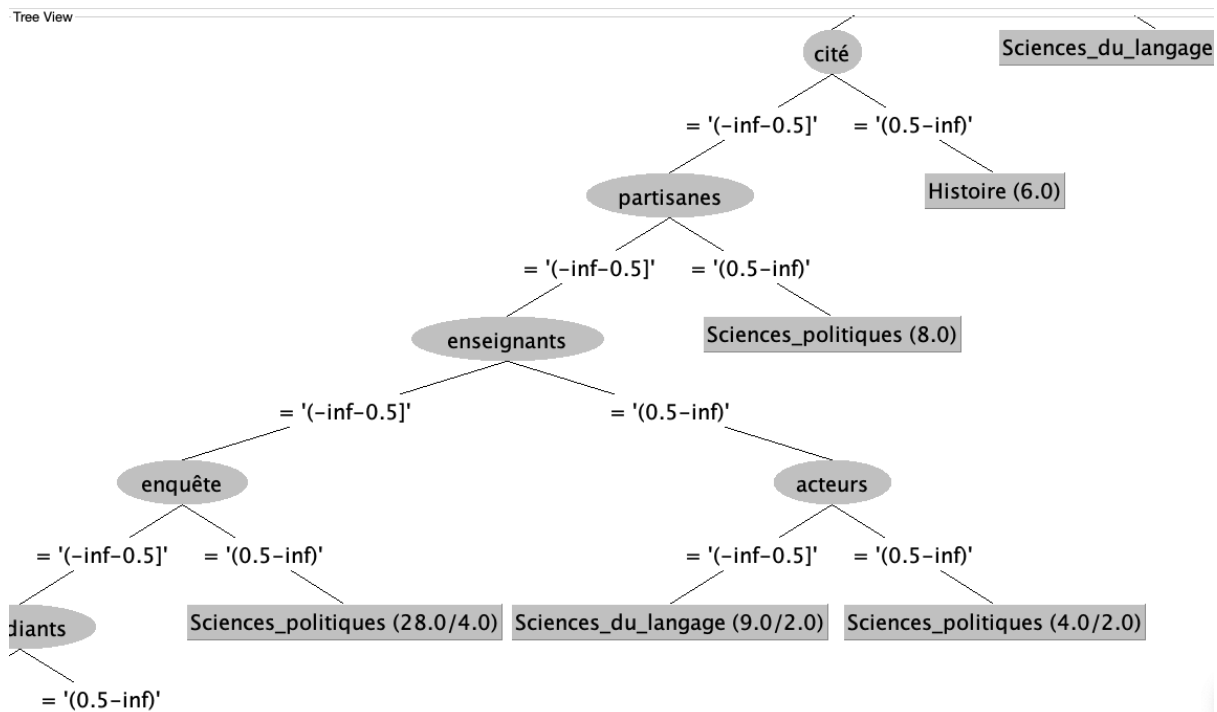 Tree View
cité
Sciences_du_langage
= '(-inf-0.5]'
= '(0.5-inf)'
partisanes
Histoire (6.0)
= '(-inf-0.5]'
= '(0.5-inf)'
enseignants
Sciences_politiques (8.0)
= '(-inf-0.5]'
= '(0.5-inf)'
enquête
acteurs
= '(-inf-0.5]'
= '(0.5-inf)'
= '(-inf-0.5]'
= '(0.5-inf)'
diants
Sciences_politiques (28.0/4.0)
Sciences_du_langage (9.0/2.0)
Sciences_politiques (4.0/2.0)
= '(0.5-inf)'